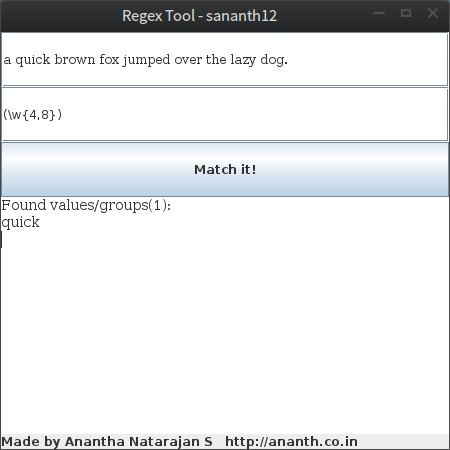 Regex Tool - sananth12
a quick brown fox jumped over the lazy dog.
(\w{4,8})
Match it!
Found values/groups(1):
quick
Made by Anantha Natarajan S   http://ananth.co.in